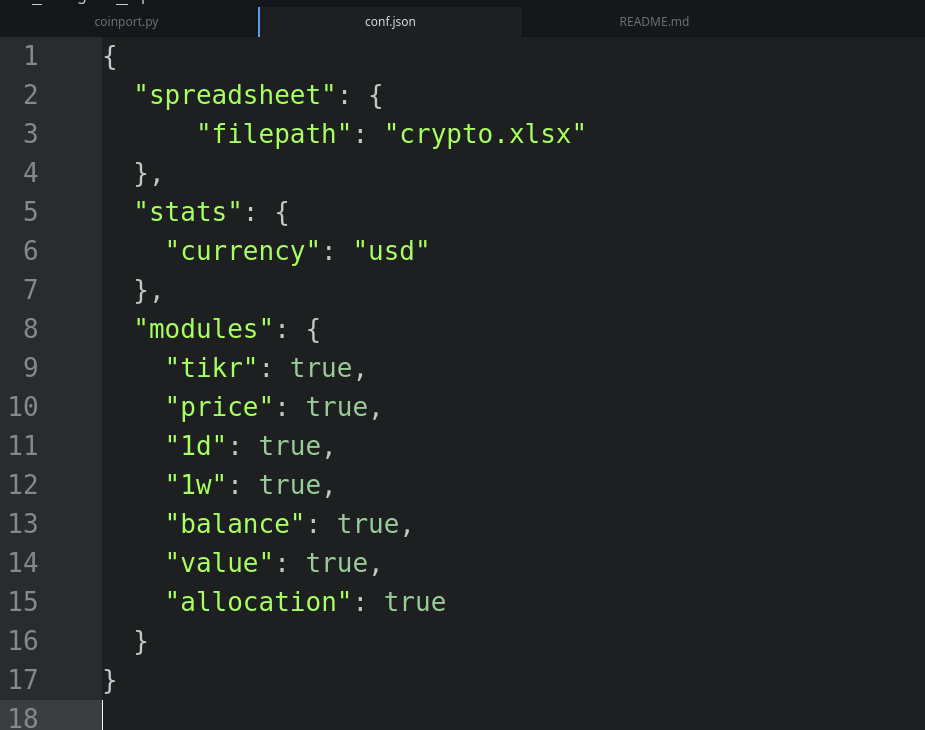 coinport.py conf.json README.md
1 {
2   "spreadsheet": {
3       "filepath": "crypto.xlsx"
4   },
5   "stats": {
6     "currency": "usd"
7   },
8   "modules": {
9     "tikr": true,
10     "price": true,
11     "1d": true,
12     "1w": true,
13     "balance": true,
14     "value": true,
15     "allocation": true
16   }
17 }
18